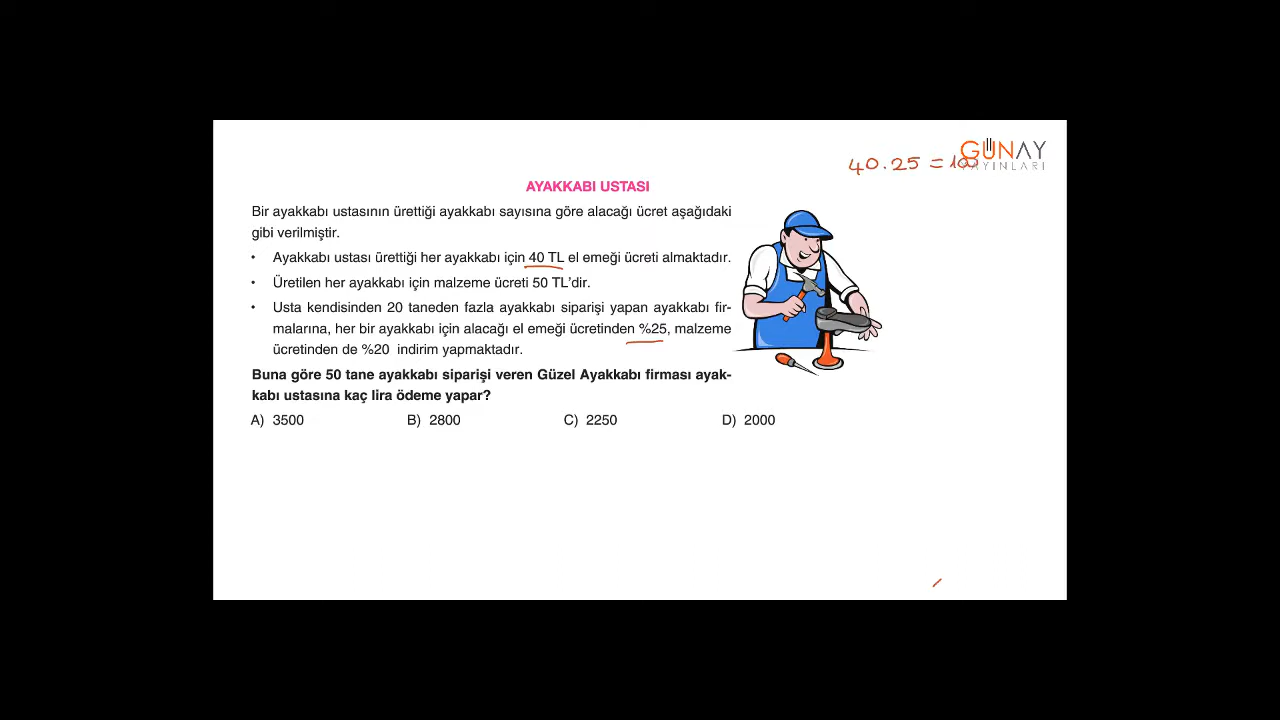 GÜNAY
YAYINLARI
40.25 = 100
AYAKKABI USTASI
Bir ayakkabı ustasının ürettiği ayakkabı sayısına göre alacağı ücret aşağıdaki
gibi verilmiştir.
• Ayakkabı ustası ürettiği her ayakkabı için 40 TL el emeği ücreti almaktadır.
• Üretilen her ayakkabı için malzeme ücreti 50 TL'dir.
• Usta kendisinden 20 taneden fazla ayakkabı siparişi yapan ayakkabı fir-
malarına, her bir ayakkabı için alacağı el emeği ücretinden %25, malzeme
ücretinden de %20 indirim yapmaktadır.
Buna göre 50 tane ayakkabı siparişi veren Güzel Ayakkabı firması ayak-
kabı ustasına kaç lira ödeme yapar?
A) 3500 B) 2800 C) 2250 D) 2000